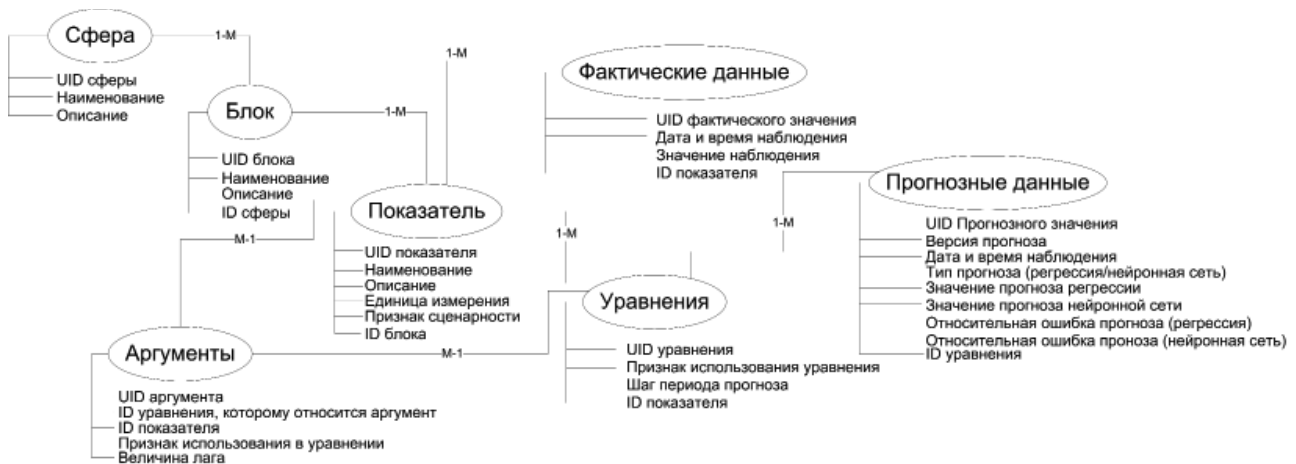 Сфера
1-М
UID сферы
Наименование
Описание
Блок
1-М
UID блока
Наименование
Описание
ID сферы
1-М
Показатель
UID показателя
Наименование
Описание
Единица измерения
Признак сценарности
ID блока
Фактические данные
UID фактического значения
Дата и время наблюдения
Значение наблюдения
ID показателя
1-М
Прогнозные данные
UID Прогнозного значения
Версия прогноза
Дата и время наблюдения
Тип прогноза (регрессия/нейронная сеть)
Значение прогноза регрессии
Значение прогноза нейронной сети
Относительная ошибка прогноза (регрессия)
Относительная ошибка проноза (нейронная сеть)
ID уравнения
1-М
Уравнения
UID уравнения
Признак использования уравнения
Шаг периода прогноза
ID показателя
М-1
М-1
Аргументы
UID аргумента
ID уравнения, которому относится аргумент
ID показателя
Признак использования в уравнении
Величина лага